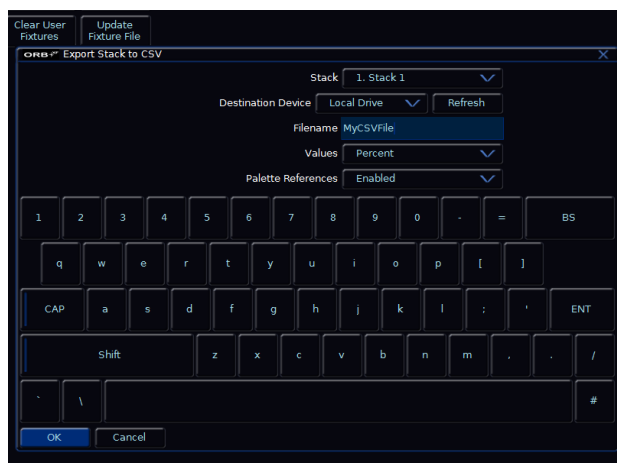 Clear User Fixtures Update Fixture File
ORB Export Stack to CSV X
Stack 1. Stack 1
Destination Device Local Drive Refresh
Filename MyCSVFile
Values Percent
Palette References Enabled
1 2 3 4 5 6 7 8 9 0 - = BS
q w e r t y u i o p [ ]
CAP a s d f g h j k l ; ' ENT
Shift z x c v b n m , . /
` \ #
OK Cancel